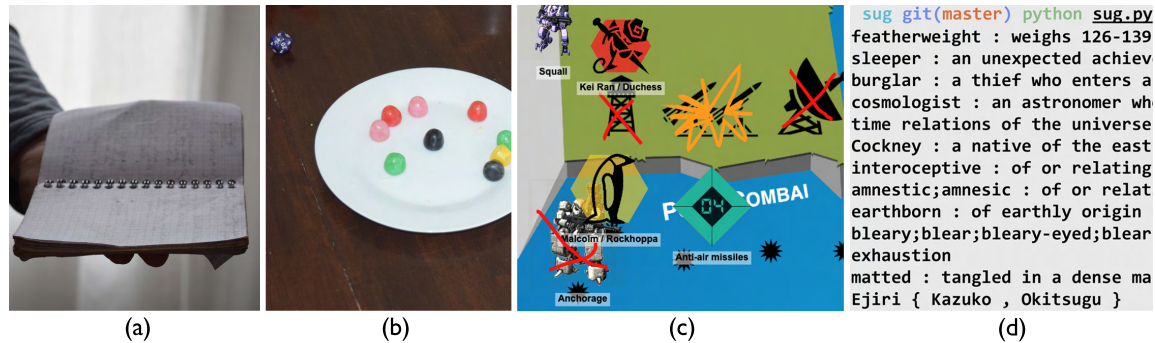 Squall
Kei Ran / Duchess
04
COMBAI
Malcolm / Rockhoppa
Anti-air missiles
Anchorage
sug git(master) python sug.py
featherweight : weighs 126-139
sleeper : an unexpected achieve
burglar : a thief who enters a
cosmologist : an astronomer who
time relations of the universe
Cockney : a native of the east
interoceptive : of or relating
amnestic;amnesic : of or relat
earthborn : of earthly origin
bleary;blear;bleary-eyed;blear
exhaustion
matted : tangled in a dense ma
Ejiri { Kazuko , Okitsugu }
(a)
(b)
(c)
(d)